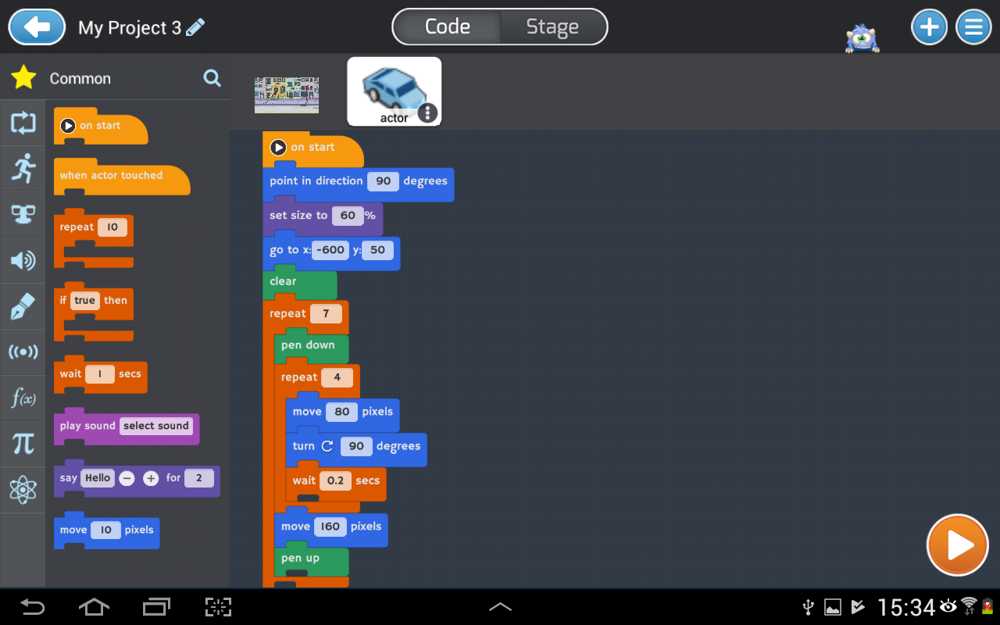 My Project 3
Code
Stage
Common
on start
when actor touched
repeat 10
if true then
wait 1 secs
play sound select sound
say Hello − + for 2
move 10 pixels
f(x)
π
actor
on start
point in direction 90 degrees
set size to 60 %
go to x: -600 y: 50
clear
repeat 7
pen down
repeat 4
move 80 pixels
turn 90 degrees
wait 0.2 secs
move 160 pixels
pen up
15:34